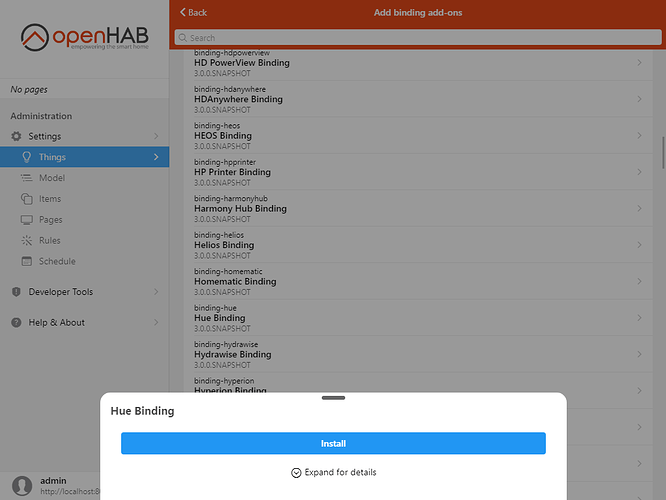 openHAB
empowering the smart home
No pages
Administration
Settings
Things
Model
Items
Pages
Rules
Schedule
Developer Tools
Help & About
admin
http://localhost:8
Back
Add binding add-ons
Search
binding-hdpowerview
HD PowerView Binding
3.0.0.SNAPSHOT
binding-hdanywhere
HDAnywhere Binding
3.0.0.SNAPSHOT
binding-heos
HEOS Binding
3.0.0.SNAPSHOT
binding-hpprinter
HP Printer Binding
3.0.0.SNAPSHOT
binding-harmonyhub
Harmony Hub Binding
3.0.0.SNAPSHOT
binding-helios
Helios Binding
3.0.0.SNAPSHOT
binding-homematic
Homematic Binding
3.0.0.SNAPSHOT
binding-hue
Hue Binding
3.0.0.SNAPSHOT
binding-hydrawise
Hydrawise Binding
3.0.0.SNAPSHOT
binding-hyperion
Hyperion Binding
Hue Binding
Install
Expand for details